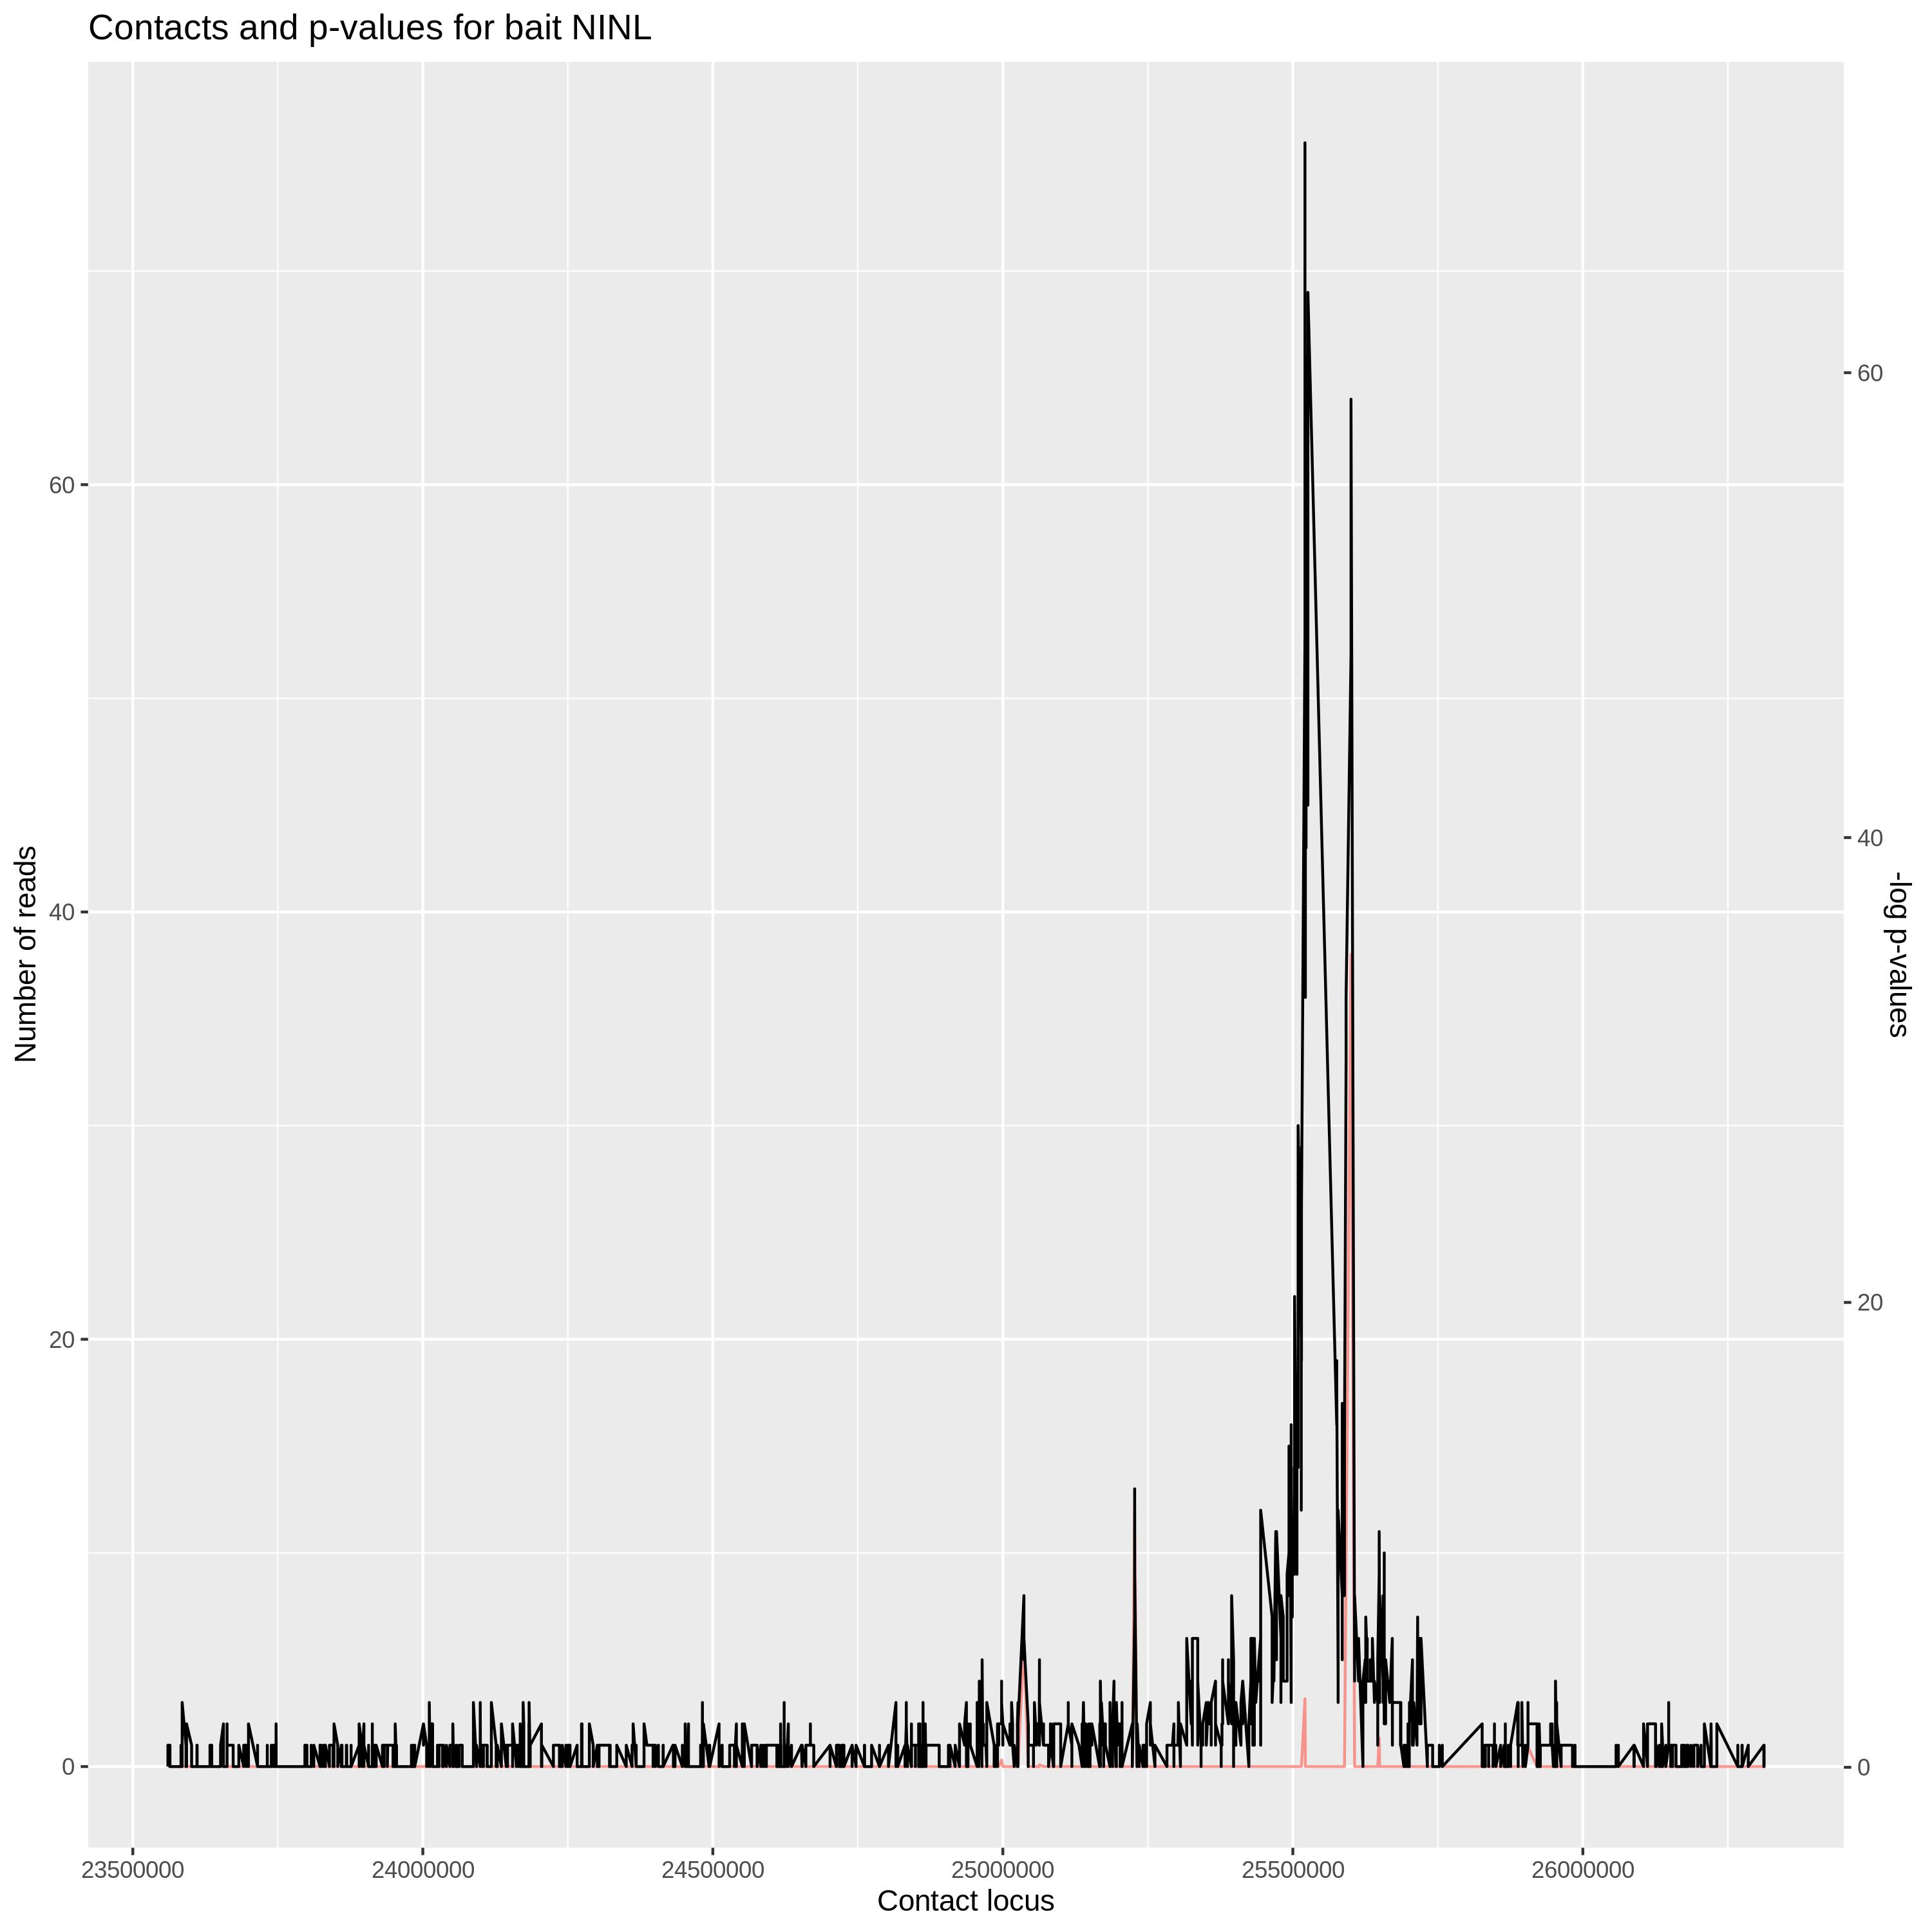 Contacts and p-values for bait NINL
60
40
20
0
Number of reads
60
40
20
0
-log p-values
23500000 24000000 24500000 25000000 25500000 26000000
Contact locus